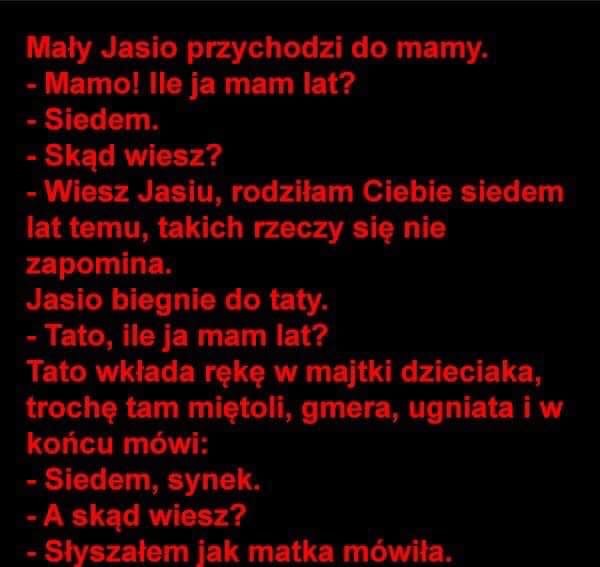 Mały Jasio przychodzi do mamy.
- Mamo! Ile ja mam lat?
- Siedem.
- Skąd wiesz?
- Wiesz Jasiu, rodziłam Ciebie siedem
lat temu, takich rzeczy się nie
zapomina.
Jasio biegnie do taty.
- Tato, ile ja mam lat?
Tato wkłada rękę w majtki dzieciaka,
trochę tam miętoli, gmera, ugniata i w
końcu mówi:
- Siedem, synek.
- A skąd wiesz?
- Słyszałem jak matka mówiła.